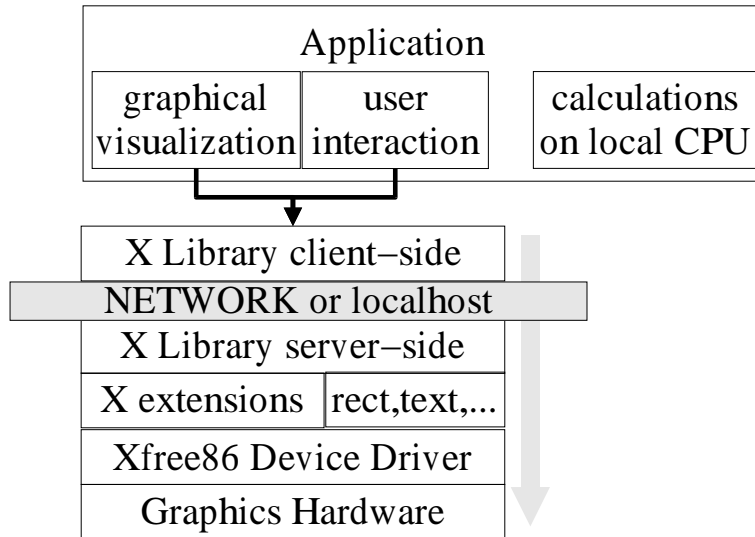 Application
graphical
visualization
user
interaction
calculations
on local CPU
X Library client−side
NETWORK or localhost
X Library server−side
X extensions
rect,text,...
Xfree86 Device Driver
Graphics Hardware